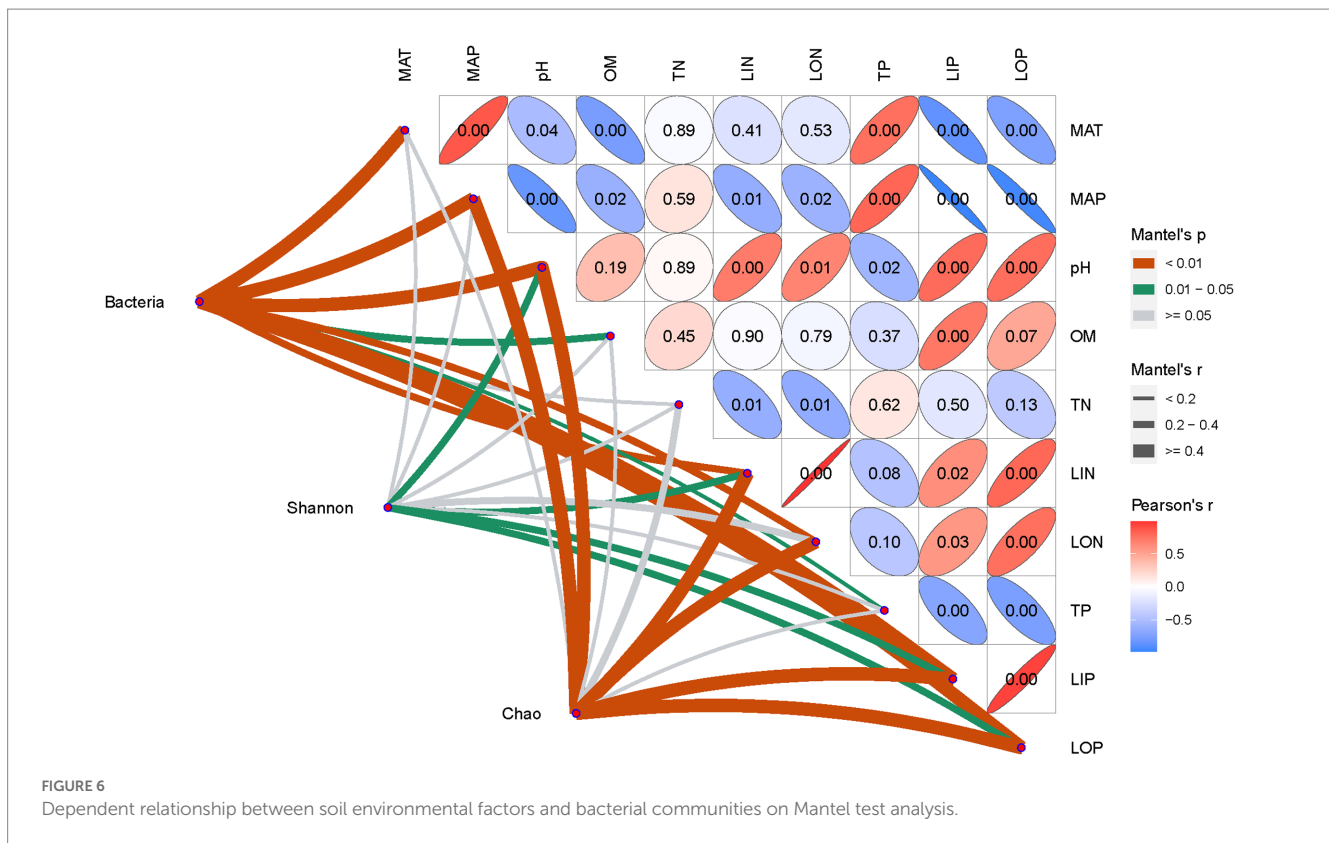 MAT MAP pH OM TN LIN LON TP LIP LOP
0.00 0.04 0.00 0.89 0.41 0.53 0.00 0.00 0.00 MAT
0.00 0.02 0.59 0.01 0.02 0.00 0.00 0.00 MAP
0.19 0.89 0.00 0.01 0.02 0.00 0.00 pH
0.45 0.90 0.79 0.37 0.00 0.07 OM
0.01 0.01 0.62 0.50 0.13 TN
0.00 0.08 0.02 0.00 LIN
0.10 0.03 0.00 LON
0.00 0.00 TP
0.00 LIP
LOP
Bacteria
Shannon
Chao
Mantel's p
< 0.01
0.01 − 0.05
>= 0.05
Mantel's r
< 0.2
0.2 − 0.4
>= 0.4
Pearson's r
0.5
0.0
−0.5
FIGURE 6
Dependent relationship between soil environmental factors and bacterial communities on Mantel test analysis.